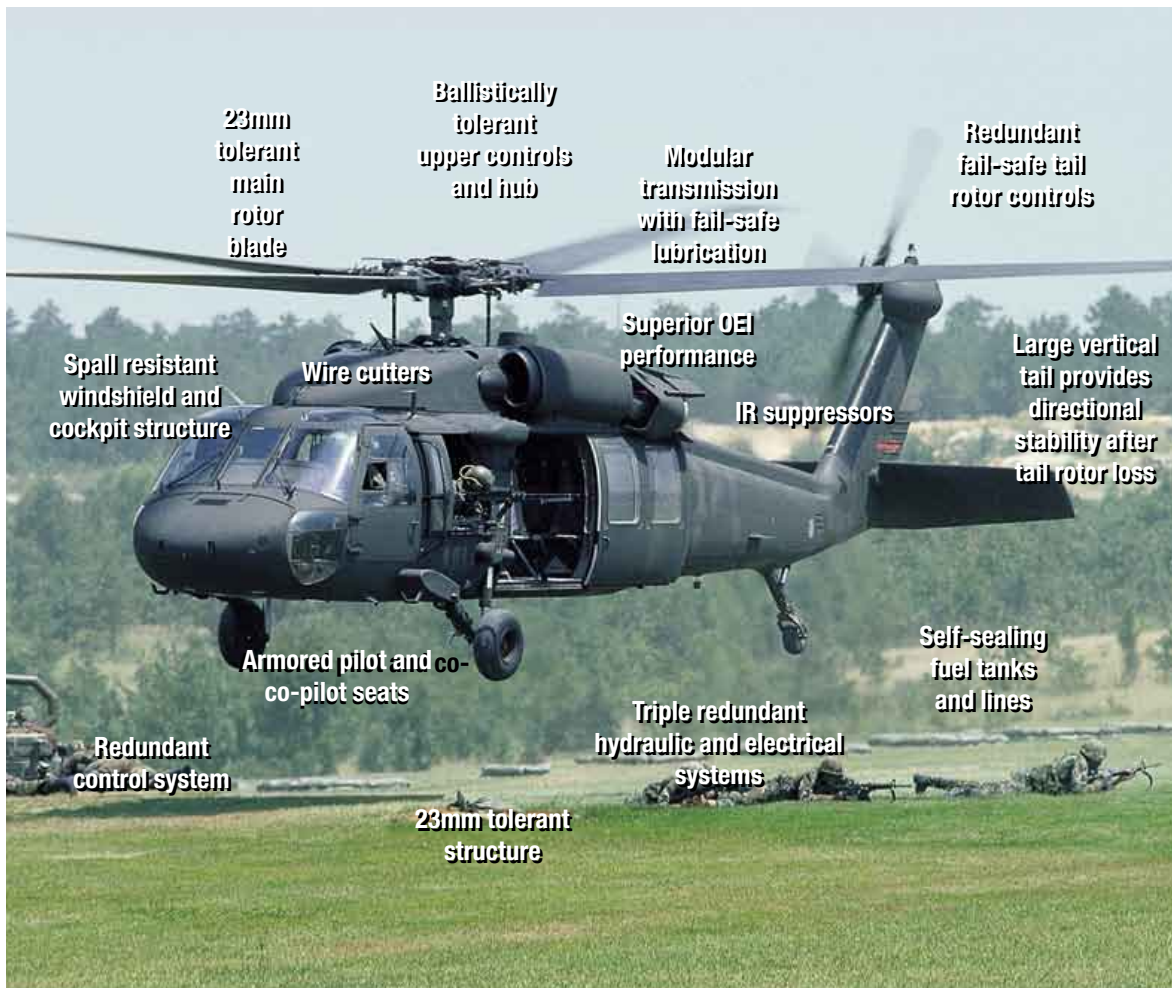 23mm
tolerant
main
rotor
blade
Ballistically
tolerant
upper controls
and hub
Modular
transmission
with fail-safe
lubrication
Redundant
fail-safe tail
rotor controls
Spall resistant
windshield and
cockpit structure
Wire cutters
Superior OEI
performance
IR suppressors
Large vertical
tail provides
directional
stability after
tail rotor loss
Armored pilot and co-
co-pilot seats
Self-sealing
fuel tanks
and lines
Redundant
control system
Triple redundant
hydraulic and electrical
systems
23mm tolerant
structure